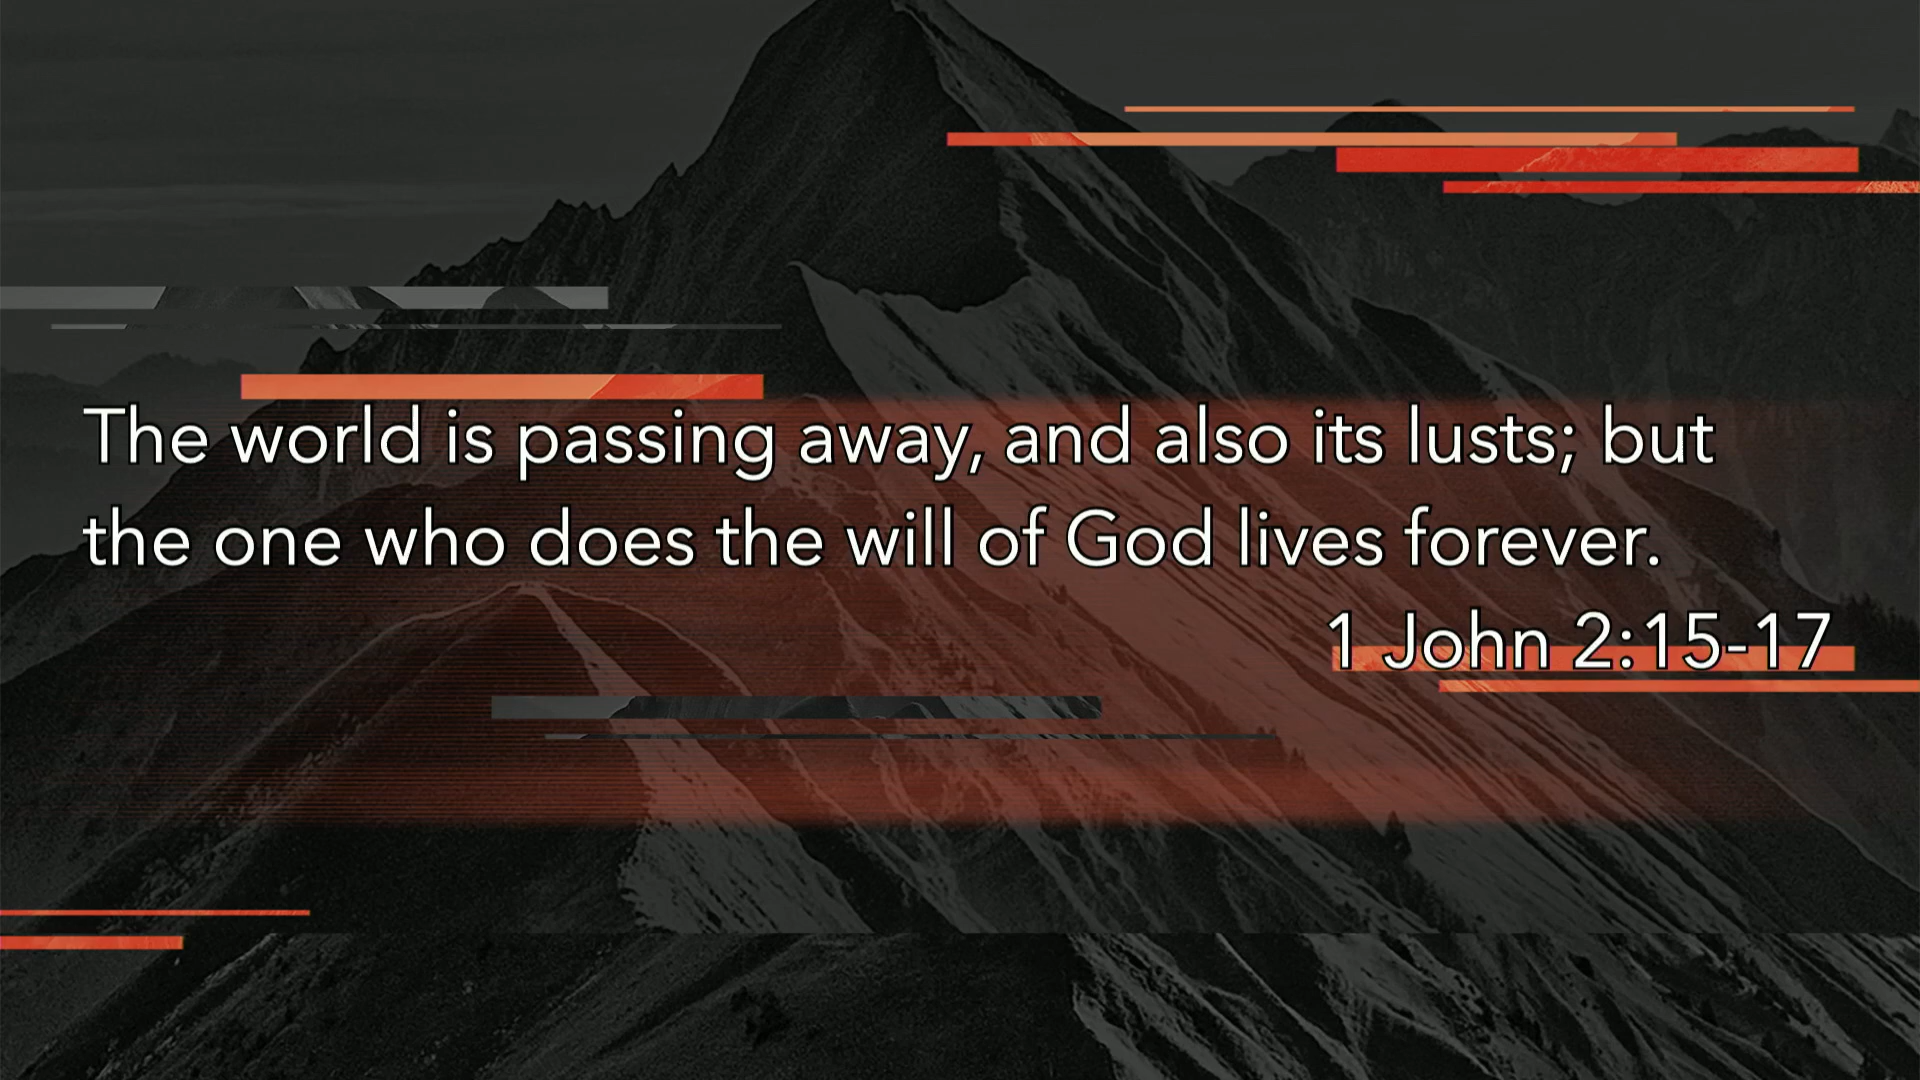 The world is passing away, and also its lusts; but
the one who does the will of God lives forever.
1 John 2:15-17